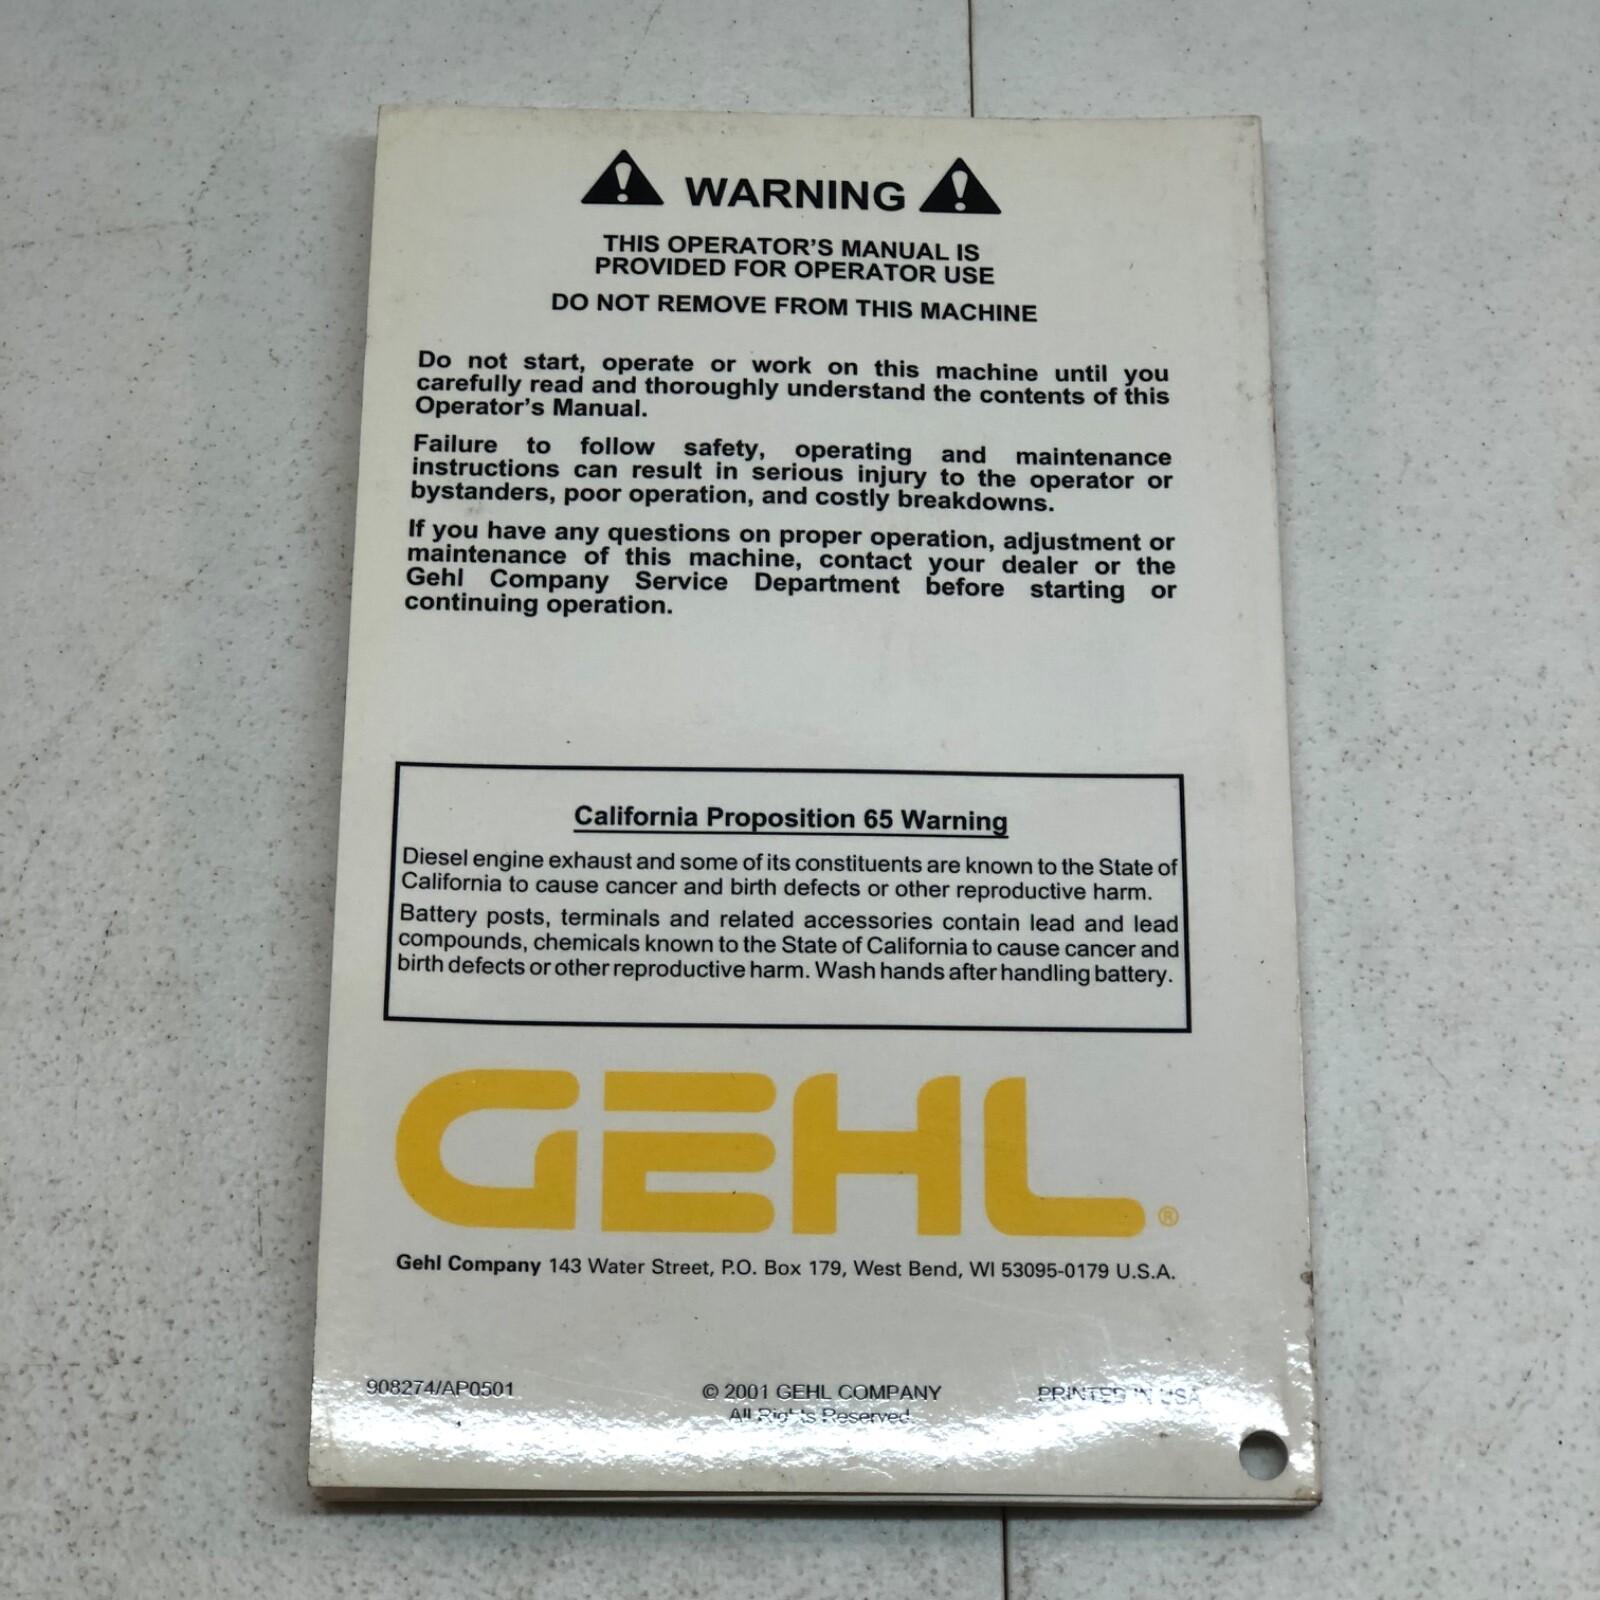 WARNING
THIS OPERATOR'S MANUAL IS
PROVIDED FOR OPERATOR USE
DO NOT REMOVE FROM THIS MACHINE
Do not start, operate or work on this machine until you
carefully read and thoroughly understand the contents of this
Operator's Manual.
Failure to follow safety, operating and maintenance
instructions can result in serious injury to the operator or
bystanders, poor operation, and costly breakdowns.
If you have any questions on proper operation, adjustment or
maintenance of this machine, contact your dealer or the
Gehl Company Service Department before starting or
continuing operation.
California Proposition 65 Warning
Diesel engine exhaust and some of its constituents are known to the State of
California to cause cancer and birth defects or other reproductive harm.
Battery posts, terminals and related accessories contain lead and lead
compounds, chemicals known to the State of California to cause cancer and
birth defects or other reproductive harm. Wash hands after handling battery.
GEHL®
Gehl Company 143 Water Street, P.O. Box 179, West Bend, WI 53095-0179 U.S.A.
908274/AP0501 © 2001 GEHL COMPANY PRINTED IN USA
All Rights Reserved.